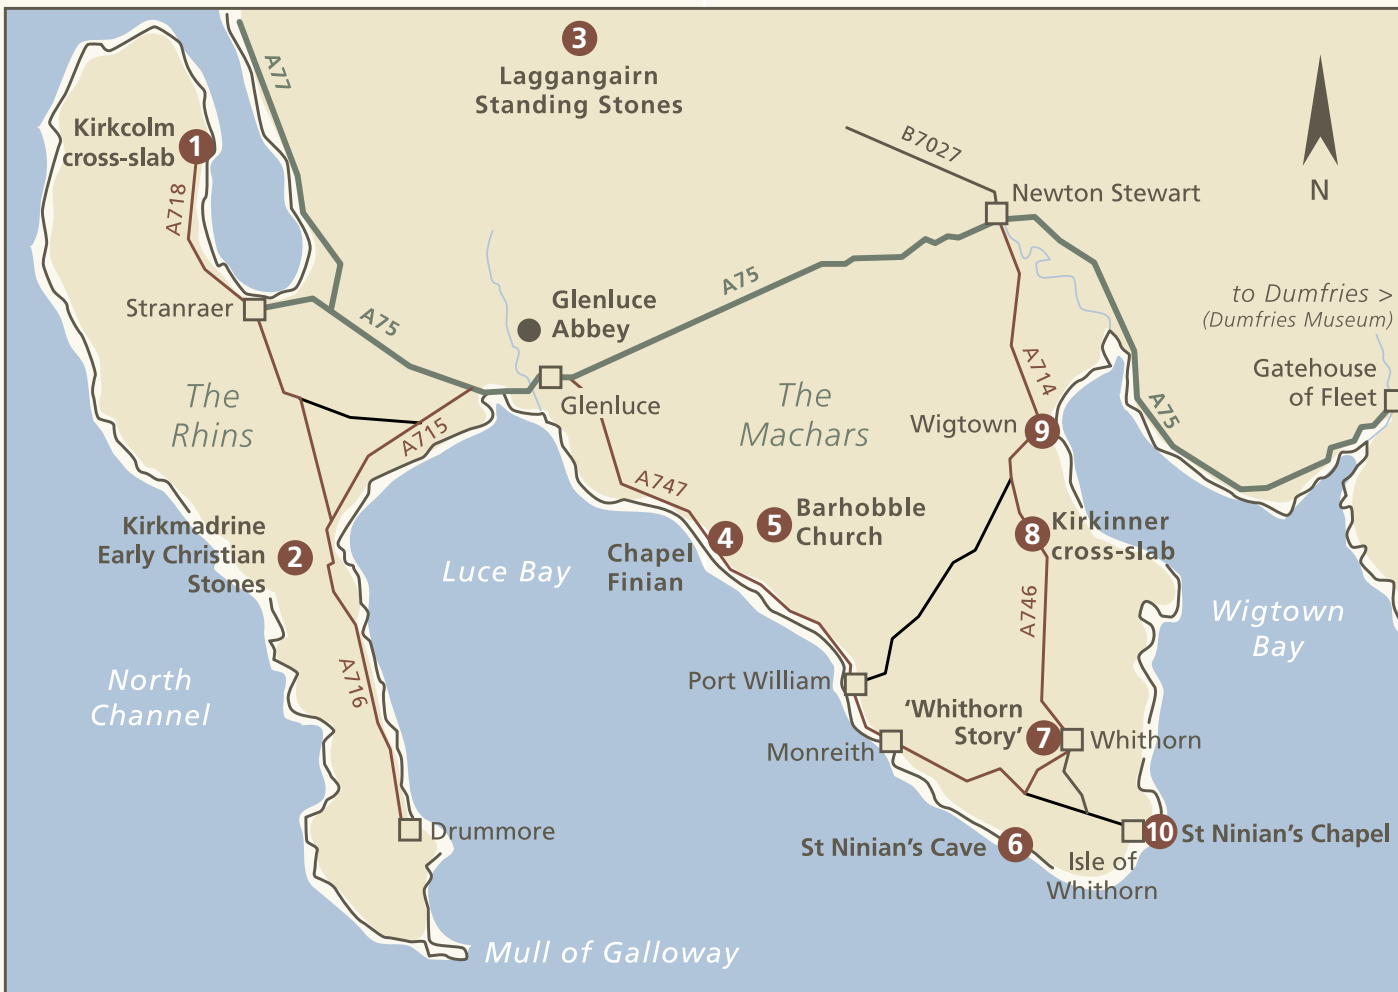 3
Laggangairn
Standing Stones
A77
Kirkcolm
cross-slab
1
A718
B7027
N
Newton Stewart
Stranraer
A75
Glenluce
Abbey
A75
to Dumfries >
(Dumfries Museum)
Gatehouse
of Fleet
A75
A714
The
Rhins
Glenluce
The
Machars
Wigtown
9
A715
A747
Kirkmadrine
Early Christian
Stones
2
4
Chapel
Finian
5
Barhobble
Church
8
Kirkinner
cross-slab
Luce Bay
A746
Wigtown
Bay
North
Channel
A716
Port William
'Whithorn
Story'
7
Whithorn
Monreith
Drummore
St Ninian's Cave
6
10
St Ninian's Chapel
Isle of
Whithorn
Mull of Galloway